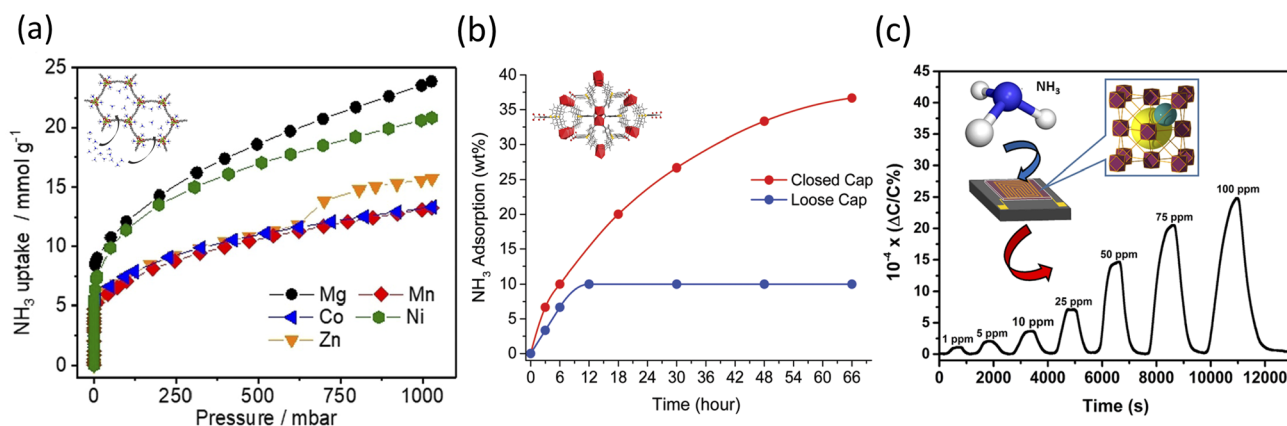 (a)
NH₃ uptake / mmol g⁻¹
25
20
15
10
5
0
0
250
500
750
1000
Pressure / mbar
Mg
Mn
Co
Ni
Zn
(b)
NH₃ Adsorption (wt%)
40
35
30
25
20
15
10
5
0
0
6
12
18
24
30
36
42
48
54
60
66
Time (hour)
Closed Cap
Loose Cap
(c)
10⁻⁴ x (ΔC/C%)
45
40
35
30
25
20
15
10
5
0
0
2000
4000
6000
8000
10000
12000
Time (s)
NH₃
1 ppm
5 ppm
10 ppm
25 ppm
50 ppm
75 ppm
100 ppm